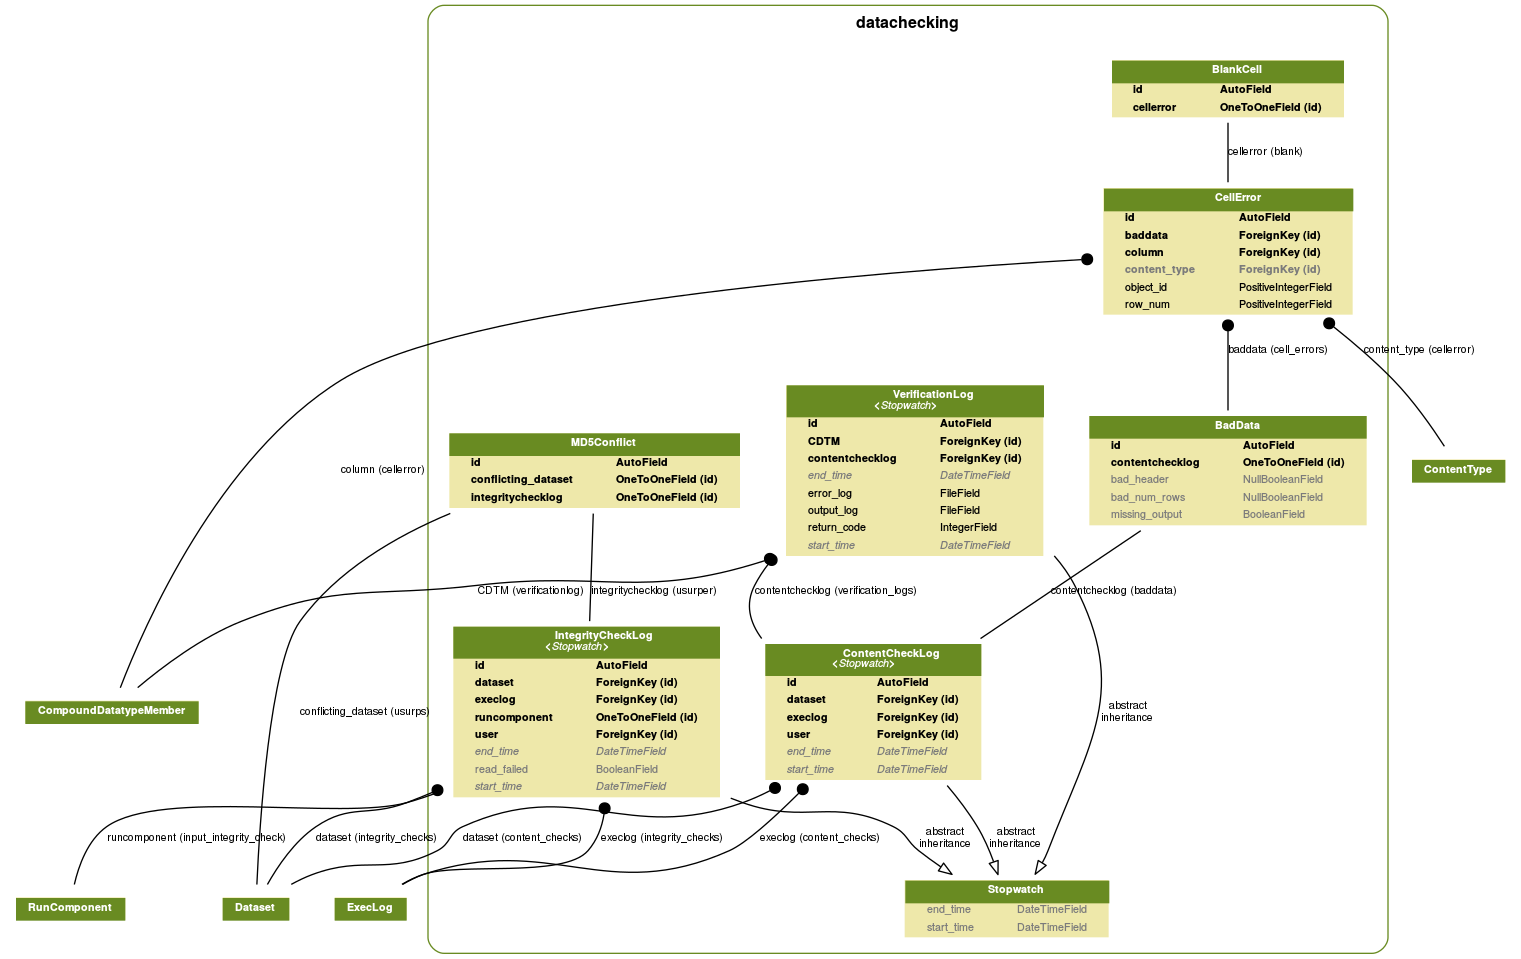 datachecking
BlankCell
id AutoField
cellerror OneToOneField (id)
cellerror (blank)
CellError
id AutoField
baddata ForeignKey (id)
column ForeignKey (id)
content_type ForeignKey (id)
object_id PositiveIntegerField
row_num PositiveIntegerField
baddata (cell_errors)
content_type (cellerror)
VerificationLog
<Stopwatch>
id AutoField
CDTM ForeignKey (id)
contentchecklog ForeignKey (id)
end_time DateTimeField
error_log FileField
output_log FileField
return_code IntegerField
start_time DateTimeField
MD5Conflict
id AutoField
conflicting_dataset OneToOneField (id)
integritychecklog OneToOneField (id)
BadData
id AutoField
contentchecklog OneToOneField (id)
bad_header NullBooleanField
bad_num_rows NullBooleanField
missing_output BooleanField
ContentType
column (cellerror)
CDTM (verificationlog)
integritychecklog (usurper)
contentchecklog (verification_logs)
contentchecklog (baddata)
IntegrityCheckLog
<Stopwatch>
id AutoField
dataset ForeignKey (id)
execlog ForeignKey (id)
runcomponent OneToOneField (id)
user ForeignKey (id)
end_time DateTimeField
read_failed BooleanField
start_time DateTimeField
ContentCheckLog
<Stopwatch>
id AutoField
dataset ForeignKey (id)
execlog ForeignKey (id)
user ForeignKey (id)
end_time DateTimeField
start_time DateTimeField
CompoundDatatypeMember
conflicting_dataset (usurps)
abstract
inheritance
runcomponent (input_integrity_check)
dataset (integrity_checks)
dataset (content_checks)
execlog (integrity_checks)
execlog (content_checks)
abstract
inheritance
abstract
inheritance
RunComponent
Dataset
ExecLog
Stopwatch
end_time DateTimeField
start_time DateTimeField